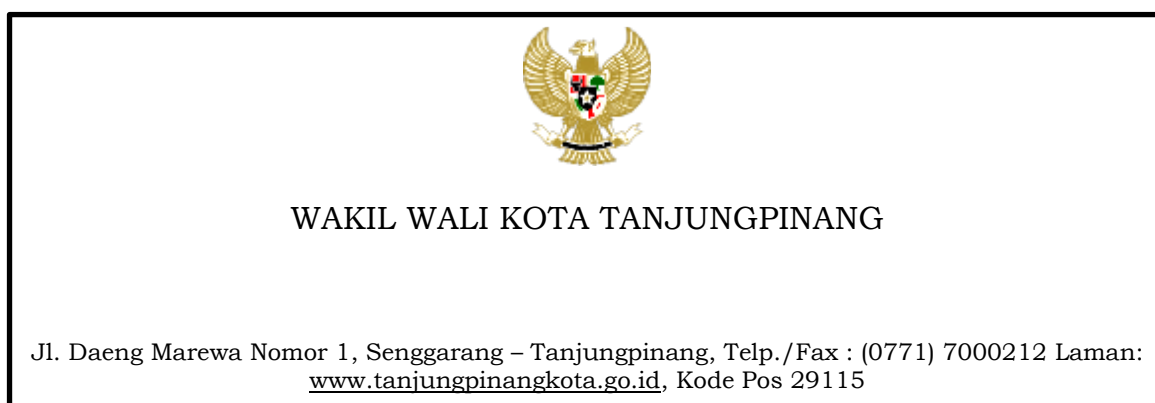 WAKIL WALI KOTA TANJUNGPINANG
Jl. Daeng Marewa Nomor 1, Senggarang – Tanjungpinang, Telp./Fax : (0771) 7000212 Laman:
www.tanjungpinangkota.go.id, Kode Pos 29115